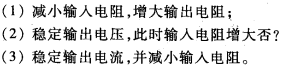 (1) 减小输入电阻,增大输出电阻;
(2) 稳定输出电压,此时输入电阻增大否?
(3) 稳定输出电流,并减小输入电阻。